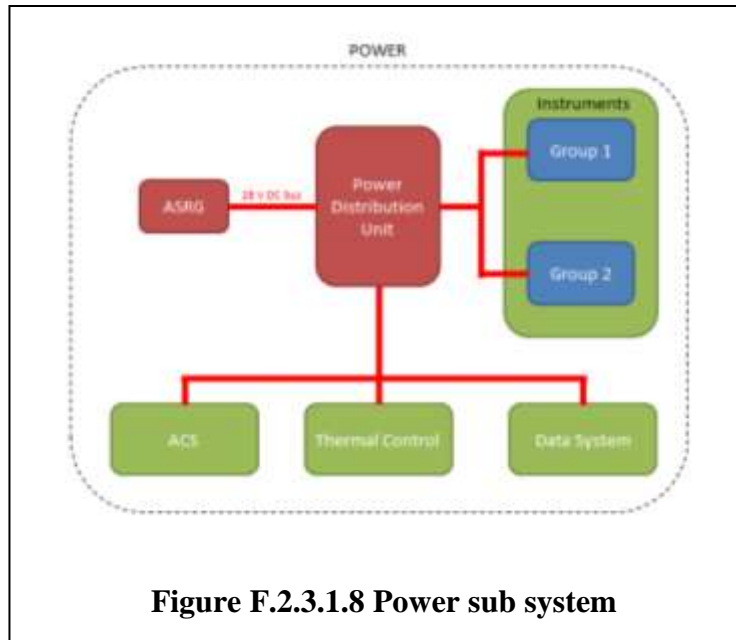 POWER
Instruments
Group 1
Power
Distribution
Unit
28 V DC Bus
ASRG
Group 2
ACS
Thermal Control
Data System
Figure F.2.3.1.8 Power sub system